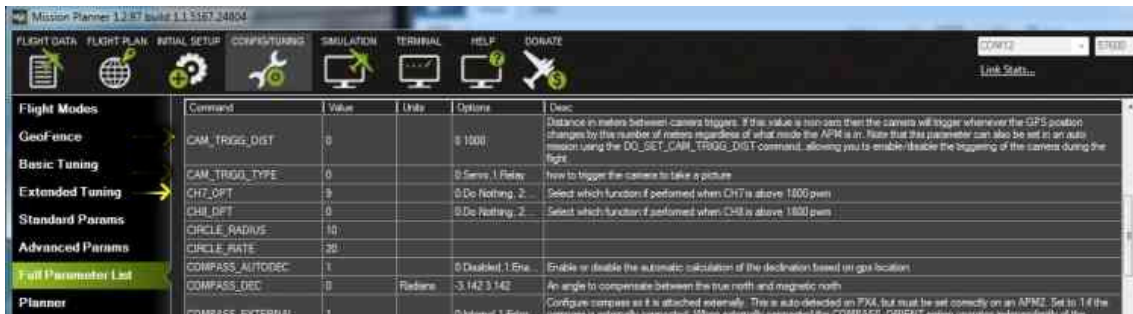 Mission Planner 1.2.97 build 1.1.5167.24804
FLIGHT DATA FLIGHT PLAN INITIAL SETUP CONFIG/TUNING SIMULATION TERMINAL HELP DONATE
COM12 57600
Link Stats...
Flight Modes
GeoFence
Basic Tuning
Extended Tuning
Standard Params
Advanced Params
Full Parameter List
Planner
Command Value Units Options Desc
CAM_TRIGG_DIST 0 0 1000 Distance in meters between camera triggers. If this value is non-zero then the camera will trigger whenever the GPS position
changes by this number of meters regardless of what mode the APM is in. Note that this parameter can also be set in an auto
mission using the DO_SET_CAM_TRIGG_DIST command, allowing you to enable/disable the triggering of the camera during the
flight.
CAM_TRIGG_TYPE 0 0:Servo,1:Relay how to trigger the camera to take a picture
CH7_OPT 9 0:Do Nothing, 2:... Select which function if performed when CH7 is above 1800 pwm
CH8_OPT 0 0:Do Nothing, 2:... Select which function if performed when CH8 is above 1800 pwm
CIRCLE_RADIUS 10
CIRCLE_RATE 20
COMPASS_AUTODEC 1 0:Disabled,1:Ena... Enable or disable the automatic calculation of the declination based on gps location
COMPASS_DEC 0 Radians -3.142 3.142 An angle to compensate between the true north and magnetic north
COMPASS_EXTERNAL 1 Configure compass so it is attached externally. This is auto-detected on PX4, but must be set correctly on an APM2. Set to 1 if the